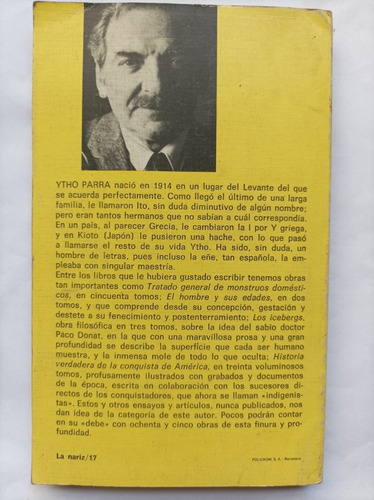 YTHO PARRA nació en 1914 en un lugar del Levante del que
se acuerda perfectamente. Como llegó el último de una larga
familia, le llamaron Ito, sin duda diminutivo de algún nombre;
pero eran tantos hermanos que no sabían a cuál correspondía.
En un país, al parecer Grecia, le cambiaron la I por Y griega,
y en Kioto (Japón) le pusieron una hache, con lo que pasó
a llamarse el resto de su vida Ytho. Ha sido, sin duda, un
hombre de letras, pues incluso la eñe, tan española, la em-
pleaba con singular maestría.
Entre los libros que le hubiera gustado escribir tenemos obras
tan importantes como Tratado general de monstruos domésti-
cos, en cincuenta tomos; El hombre y sus edades, en dos
tomos, y que comprende desde su concepción, gestación y
destete a su fenecimiento y postenterramiento; Los icebergs,
obra filosófica en tres tomos, sobre la idea del sabio doctor
Paco Donat, en la que con una maravillosa prosa y una gran
profundidad se describe la superficie que cada ser humano
muestra, y la inmensa mole de todo lo que oculta; Historia
verdadera de la conquista de América, en treinta voluminosos
tomos, profusamente ilustrados con grabados y documentos
de la época, escrita en colaboración con los sucesores di-
rectos de los conquistadores, que ahora se llaman «indigenis-
tas». Estos y otros ensayos y artículos, nunca publicados, nos
dan idea de la categoría de este autor. Pocos podrán contar
en su «debe» con ochenta y cinco obras de esta finura y pro-
fundidad.
La nariz/17
POLICROM, S. A. - Barcelona